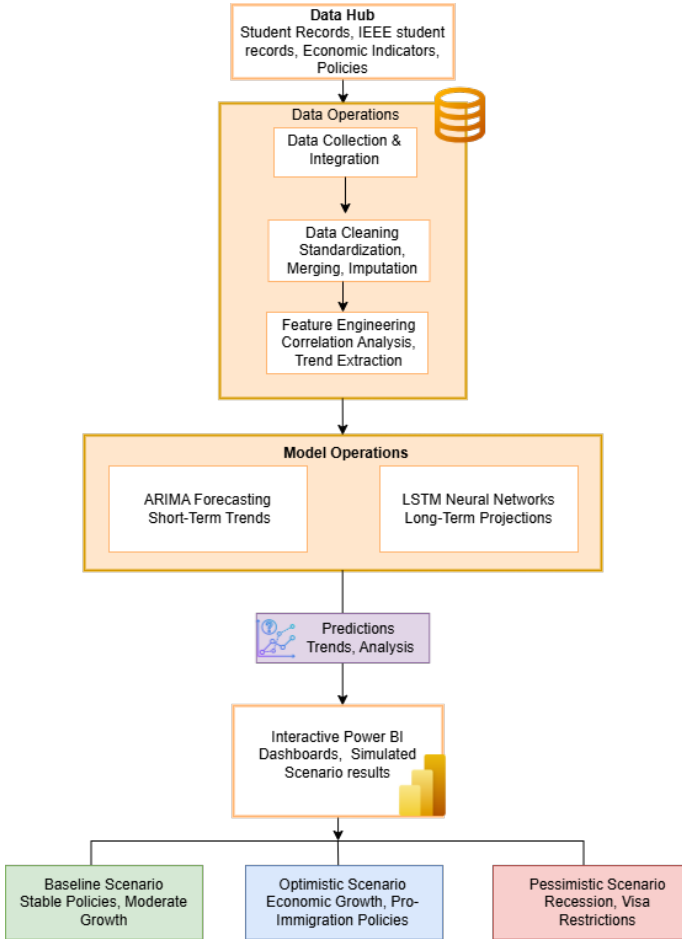 Data Hub
Student Records, IEEE student
records, Economic Indicators,
Policies
Data Operations
Data Collection &
Integration
Data Cleaning
Standardization,
Merging, Imputation
Feature Engineering
Correlation Analysis,
Trend Extraction
Model Operations
ARIMA Forecasting
Short-Term Trends
LSTM Neural Networks
Long-Term Projections
Predictions
Trends, Analysis
Interactive Power BI
Dashboards, Simulated
Scenario results
Baseline Scenario
Stable Policies, Moderate
Growth
Optimistic Scenario
Economic Growth, Pro-
Immigration Policies
Pessimistic Scenario
Recession, Visa
Restrictions